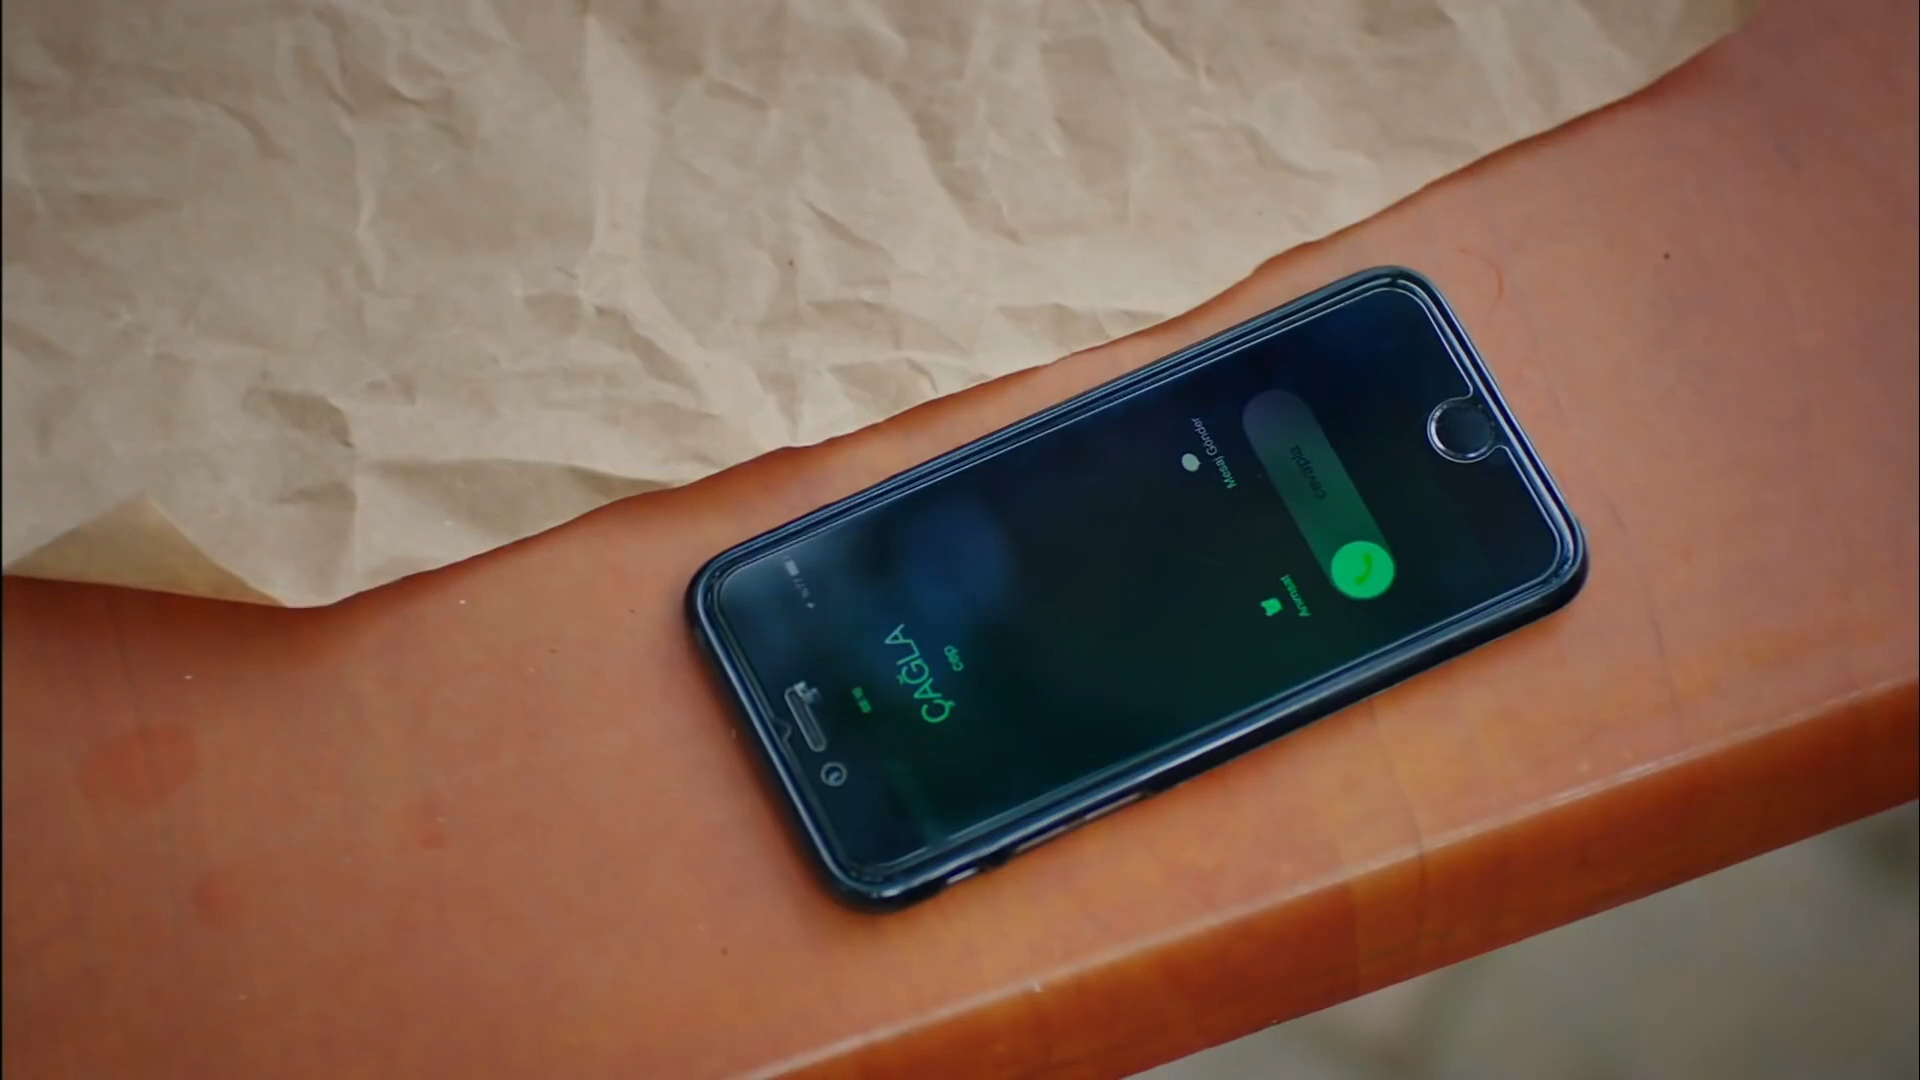 ÇAĞLA
cep
Anımsat
Mesaj Gönder
cevapla